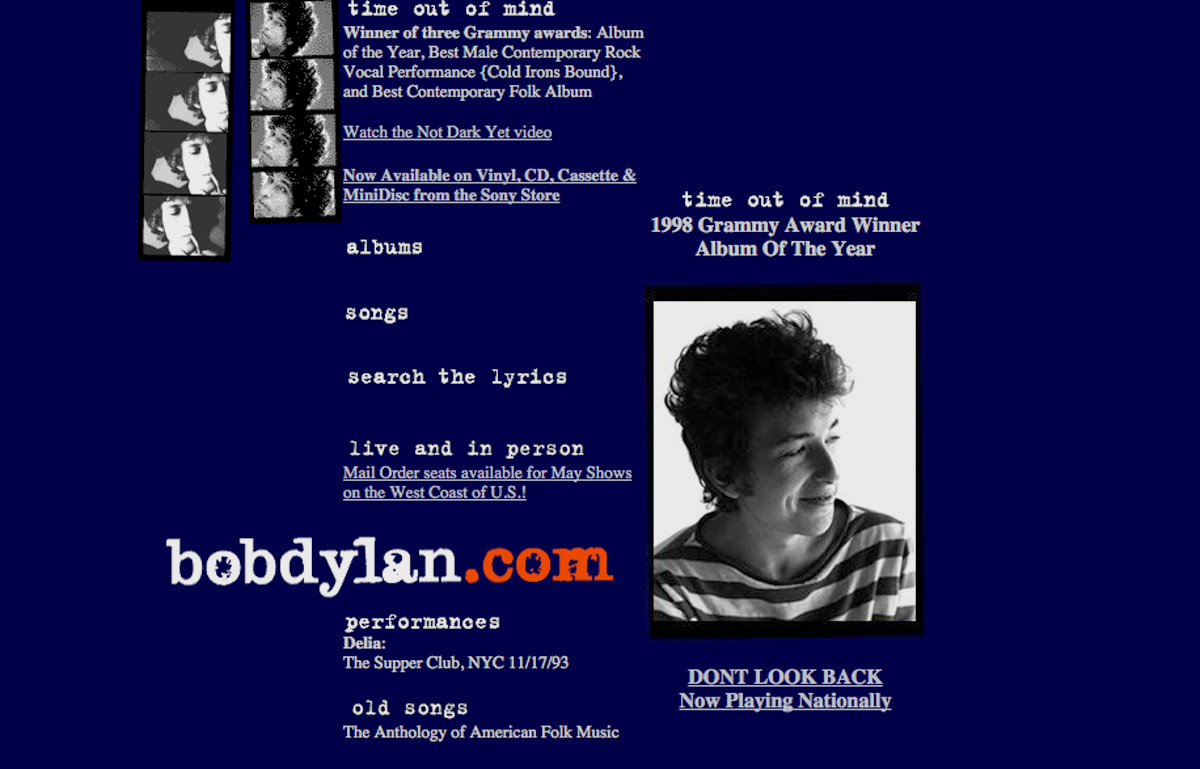 time out of mind
Winner of three Grammy awards: Album
of the Year, Best Male Contemporary Rock
Vocal Performance {Cold Irons Bound},
and Best Contemporary Folk Album
Watch the Not Dark Yet video
Now Available on Vinyl, CD, Cassette &
MiniDisc from the Sony Store
albums
songs
search the lyrics
live and in person
Mail Order seats available for May Shows
on the West Coast of U.S.!
bobdylan.com
performances
Delia:
The Supper Club, NYC 11/17/93
old songs
The Anthology of American Folk Music
time out of mind
1998 Grammy Award Winner
Album Of The Year
DONT LOOK BACK
Now Playing Nationally